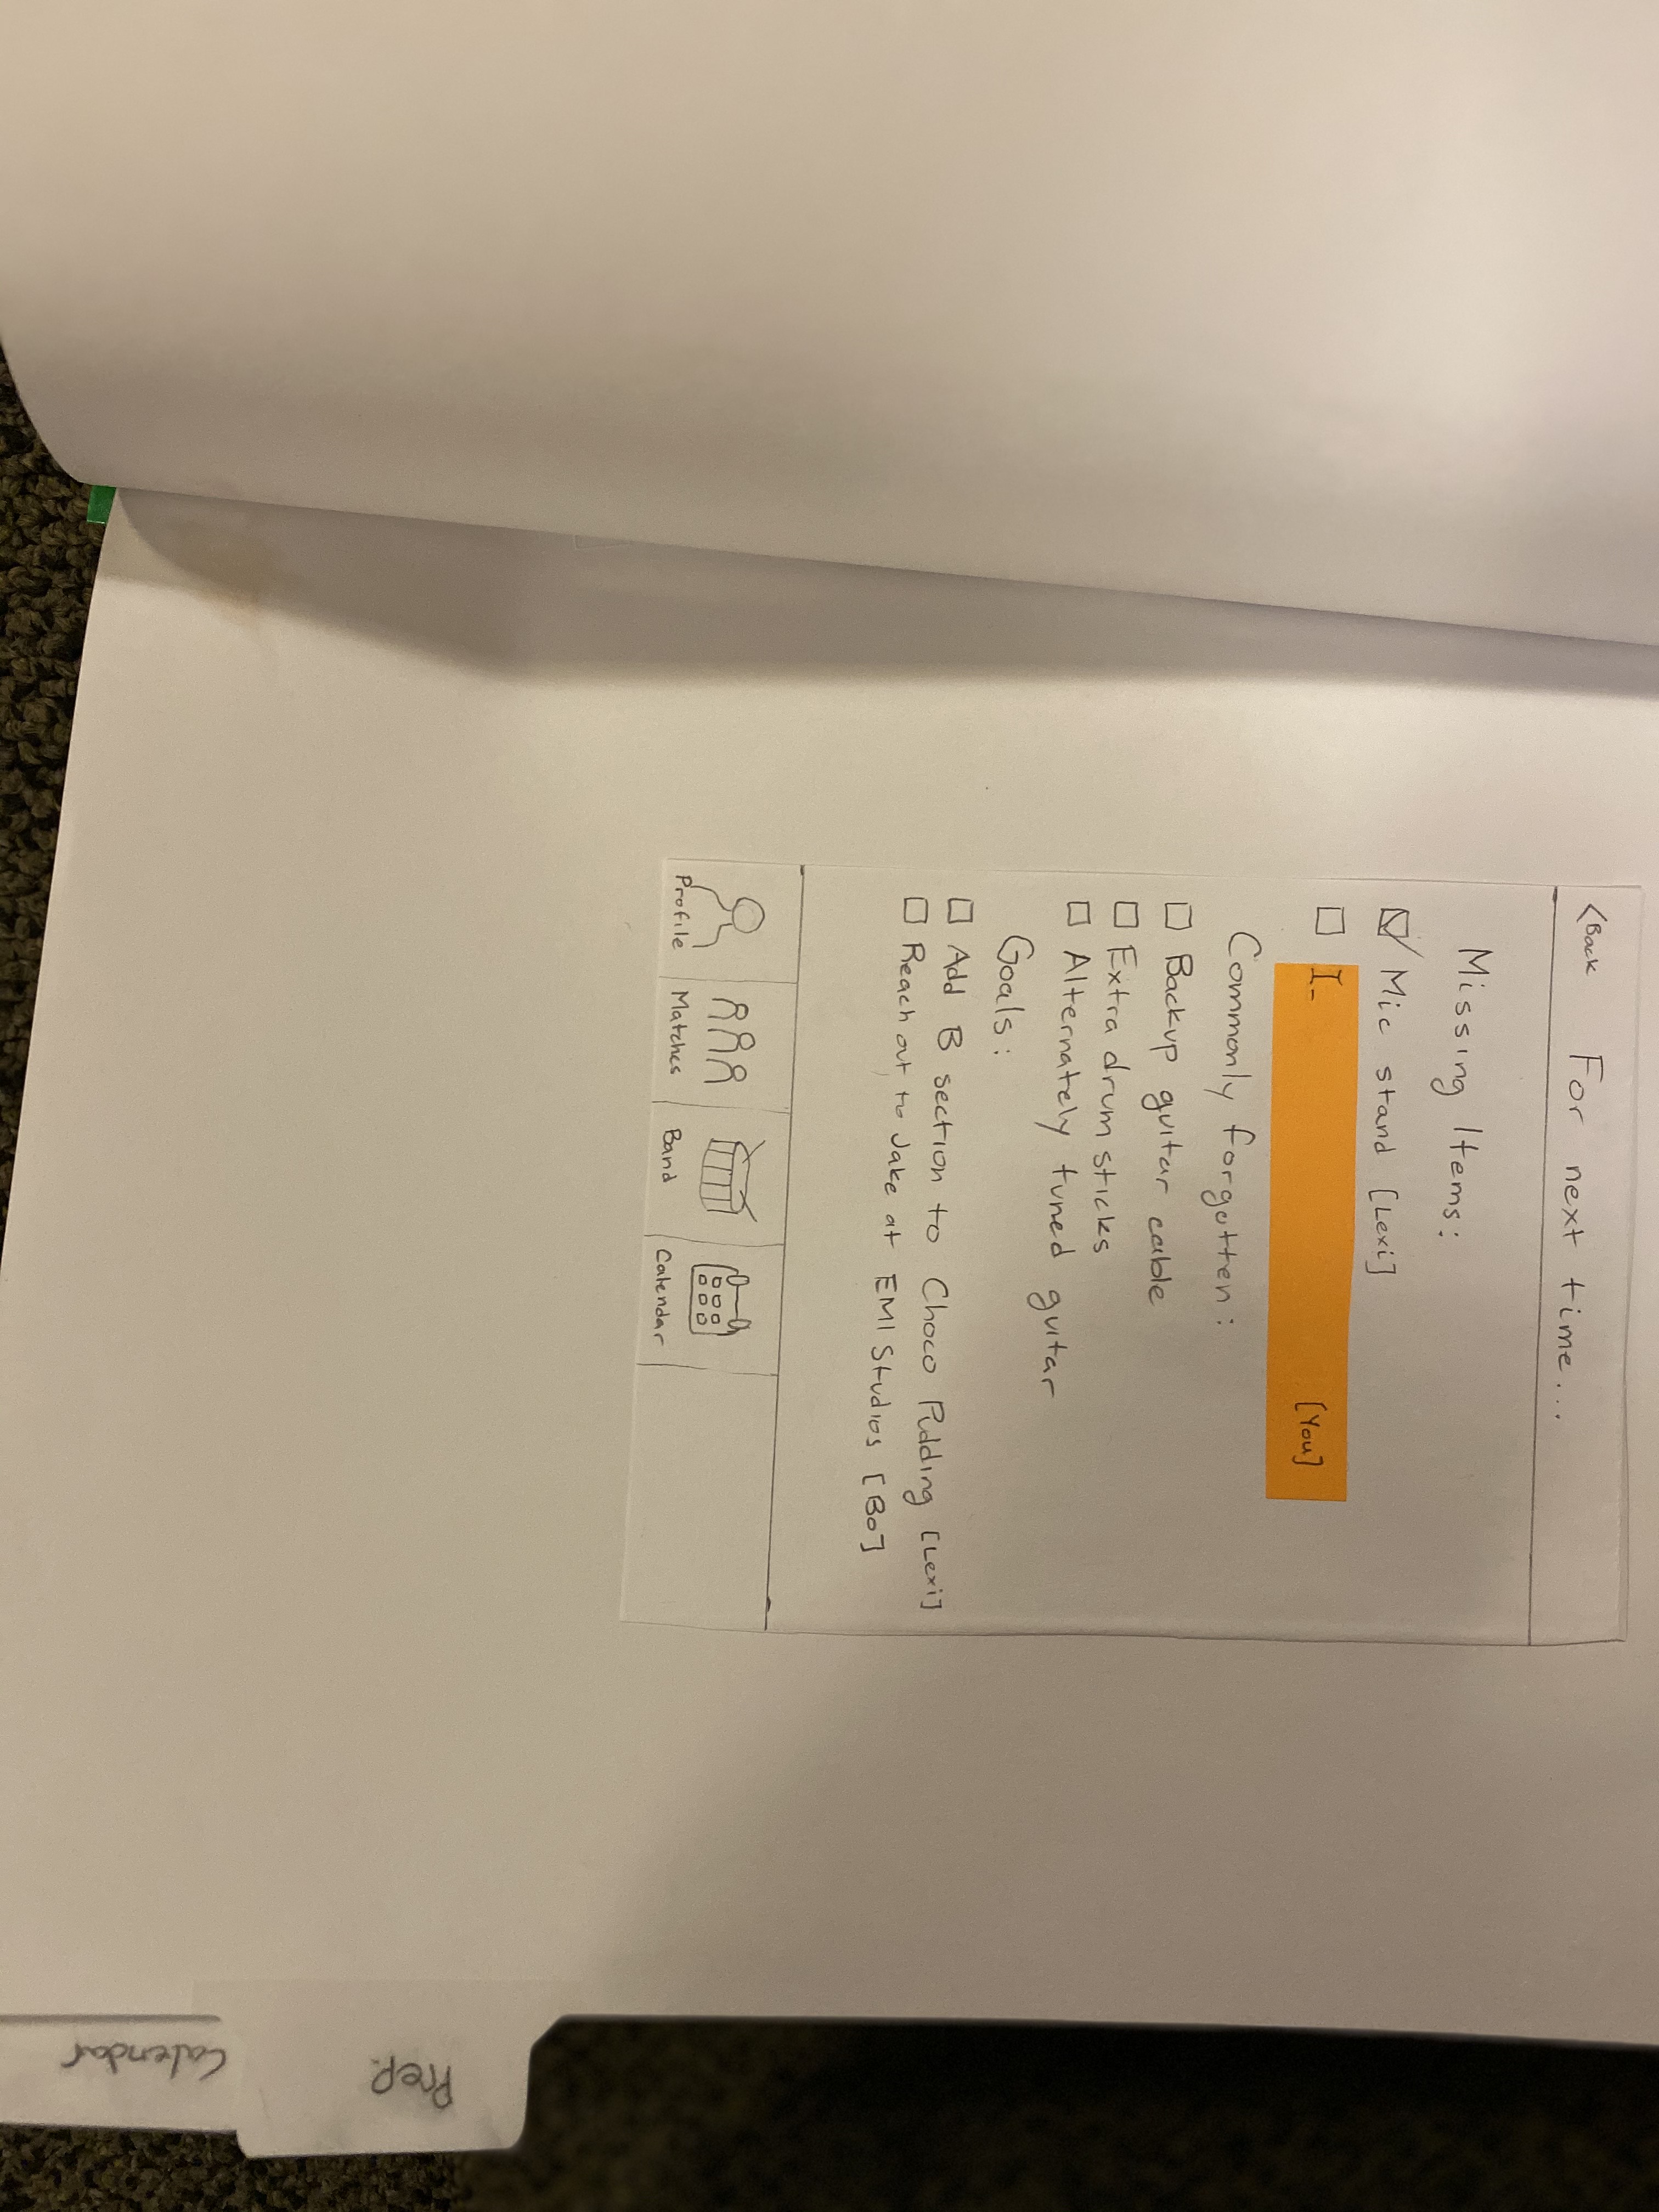 <Back For next time...
Missing Items:
Mic stand [Lexi]
I- [You]
Commonly forgotten:
Backup guitar cable
Extra drum sticks
Alternately tuned guitar
Goals:
Add B section to Choco Pudding [Lexi]
Reach out to Jake at EMI Studios [Bo]
Profile Matches Band Calendar
Prep
Calendar